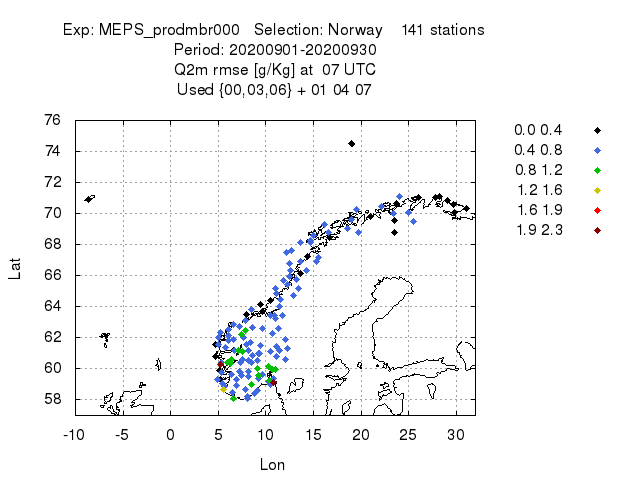 Exp: MEPS_prodmbr000 Selection: Norway 141 stations
Period: 20200901-20200930
Q2m rmse [g/Kg] at 07 UTC
Used {00,03,06} + 01 04 07
76
74
72
70
68
66
64
62
60
58
Lat
-10 -5 0 5 10 15 20 25 30
Lon
0.0 0.4
0.4 0.8
0.8 1.2
1.2 1.6
1.6 1.9
1.9 2.3